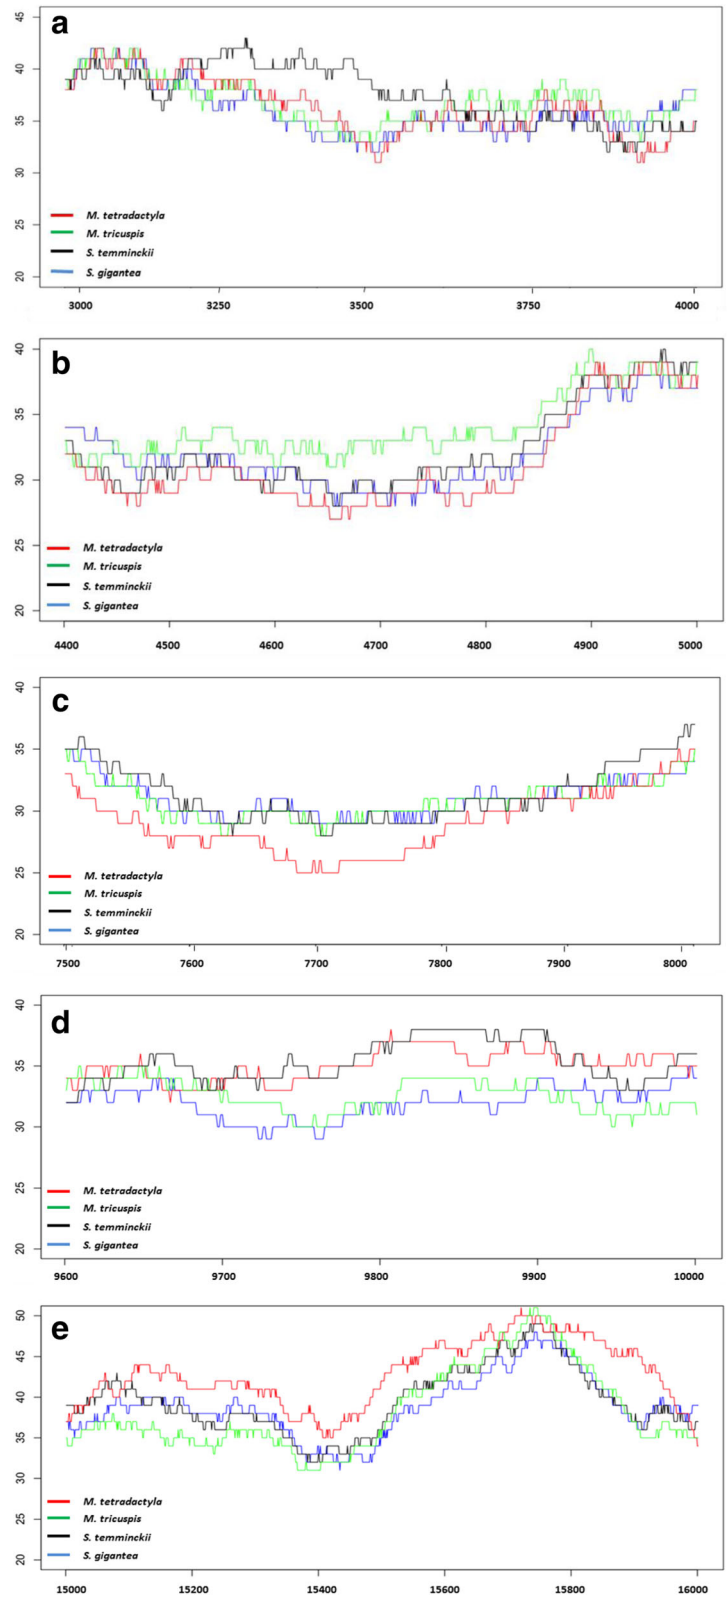 a
45
40
35
30
25
20
M. tetradactyla
M. tricuspis
S. temminckii
S. gigantea
3000 3250 3500 3750 4000
b
40
35
30
25
20
M. tetradactyla
M. tricuspis
S. temminckii
S. gigantea
4400 4500 4600 4700 4800 4900 5000
c
40
35
30
25
20
M. tetradactyla
M. tricuspis
S. temminckii
S. gigantea
7500 7600 7700 7800 7900 8000
d
40
35
30
25
20
M. tetradactyla
M. tricuspis
S. temminckii
S. gigantea
9600 9700 9800 9900 10000
e
50
45
40
35
30
25
20
M. tetradactyla
M. tricuspis
S. temminckii
S. gigantea
15000 15200 15400 15600 15800 16000